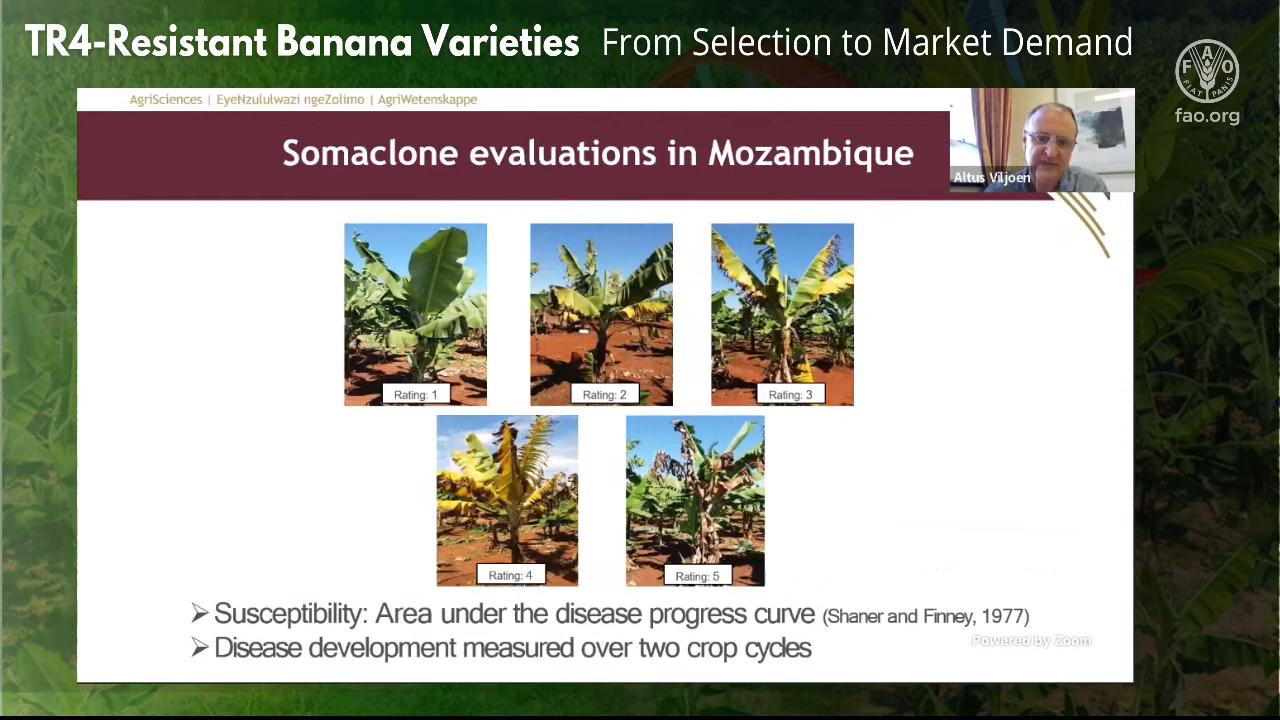 TR4-Resistant Banana Varieties From Selection to Market Demand
FAO
FIAT PANIS
fao.org
AgriSciences | EyeNzululwazi ngeZolimo | AgriWetenskappe
Somaclone evaluations in Mozambique
Altus Viljoen
Rating: 1
Rating: 2
Rating: 3
Rating: 4
Rating: 5
➢ Susceptibility: Area under the disease progress curve (Shaner and Finney, 1977)
Powered by Zoom
➢ Disease development measured over two crop cycles